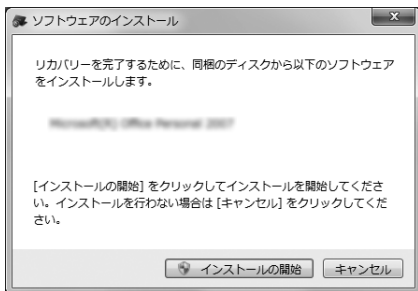 ソフトウェアのインストール
リカバリーを完了するために、同梱のディスクから以下のソフトウェア
をインストールします。
Microsoft(R) Office Personal 2007
[インストールの開始] をクリックしてインストールを開始してくださ
い。インストールを行わない場合は [キャンセル] をクリックしてくだ
さい。
インストールの開始
キャンセル